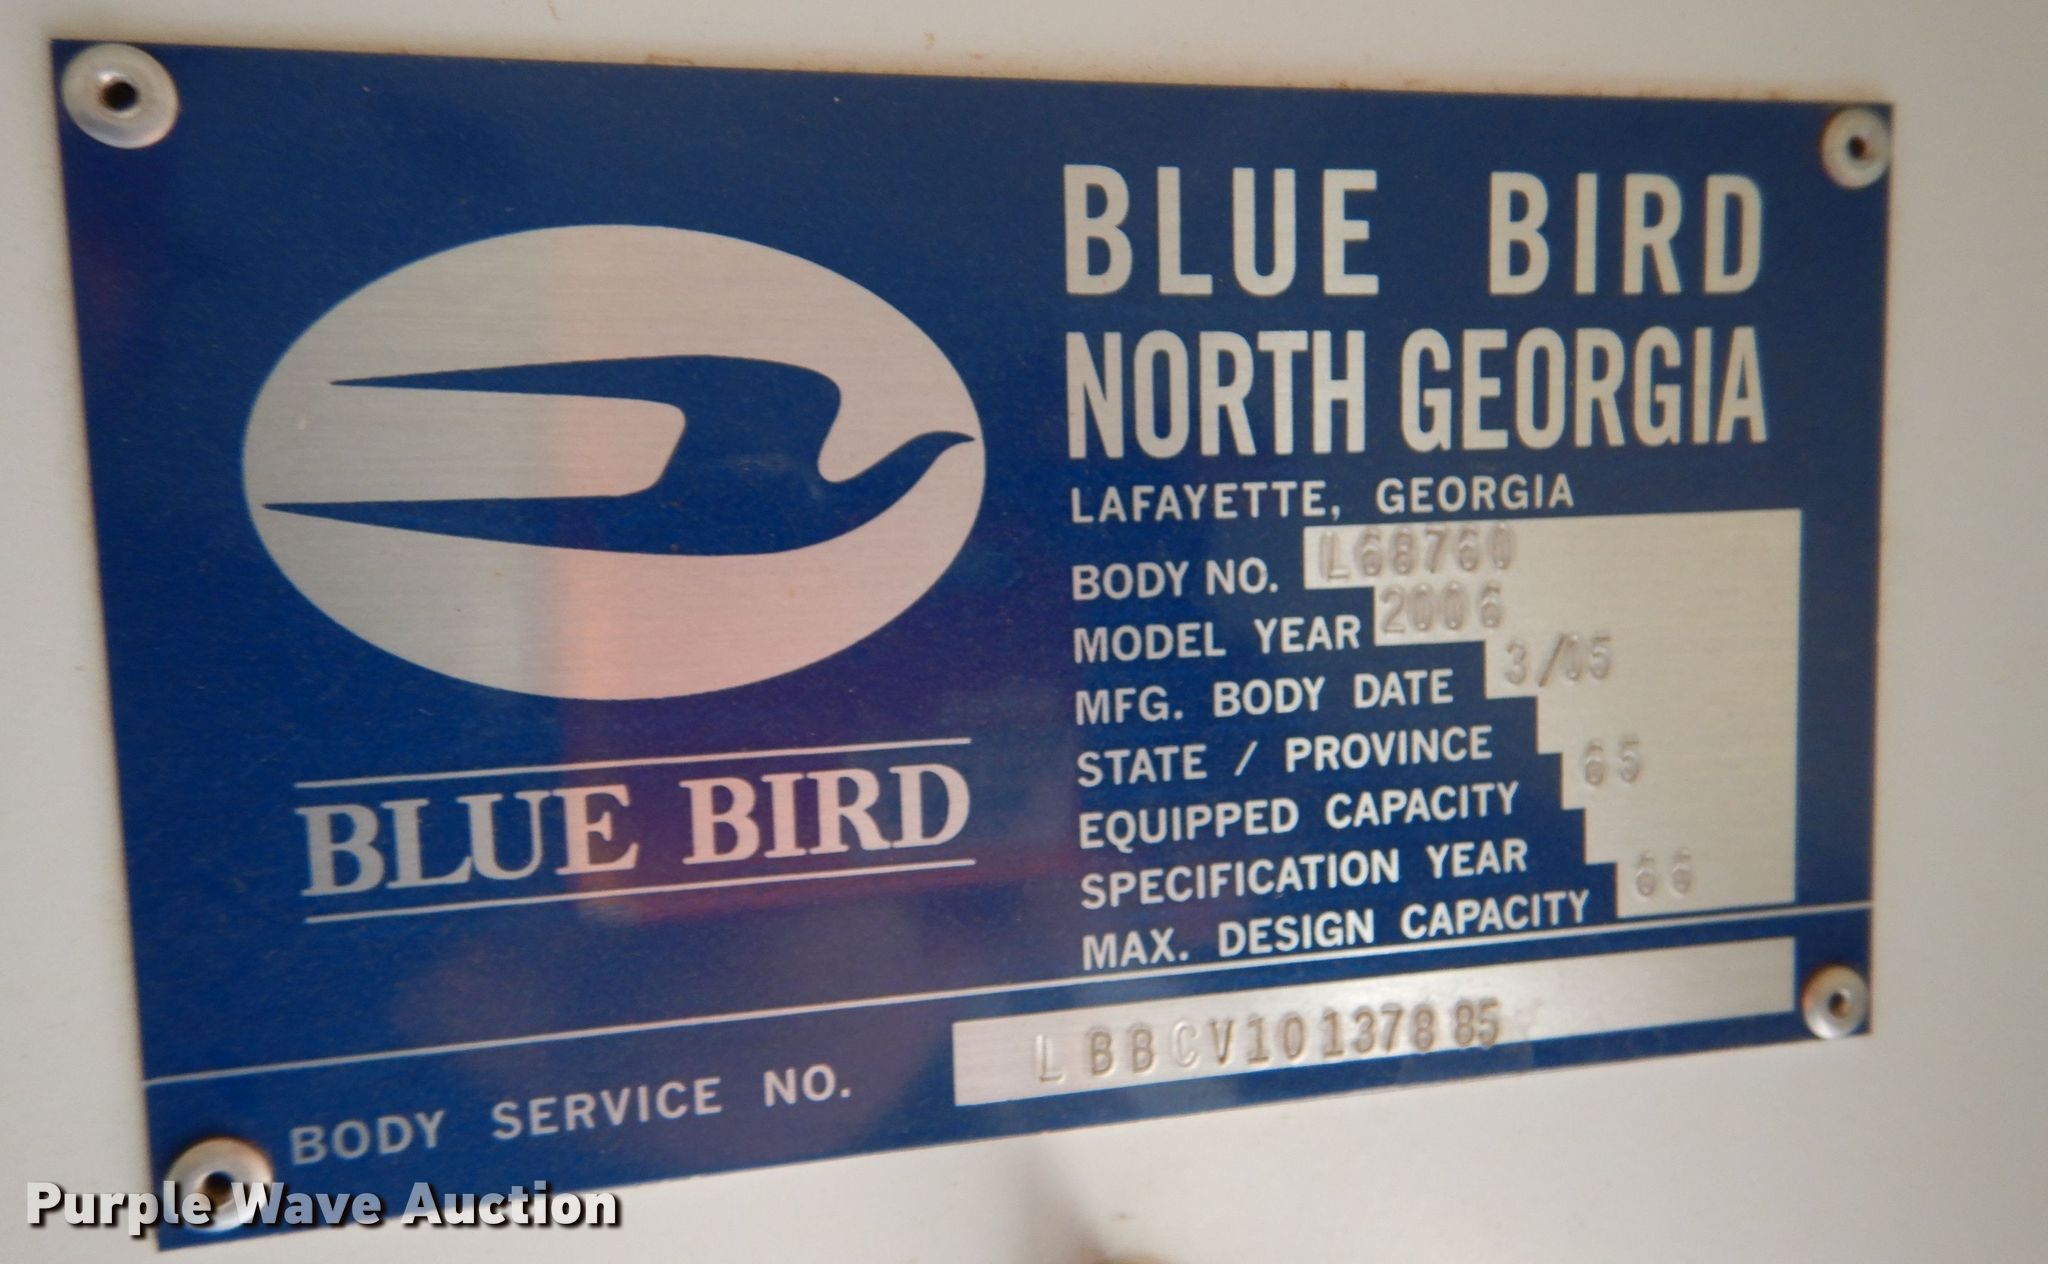 BLUE BIRD
NORTH GEORGIA
LAFAYETTE, GEORGIA
BODY NO. L68760
MODEL YEAR 2006
MFG. BODY DATE 3/05
STATE / PROVINCE
EQUIPPED CAPACITY 65
SPECIFICATION YEAR
MAX. DESIGN CAPACITY 66
BLUE BIRD
BODY SERVICE NO. LBBCV10137885
Purple Wave Auction